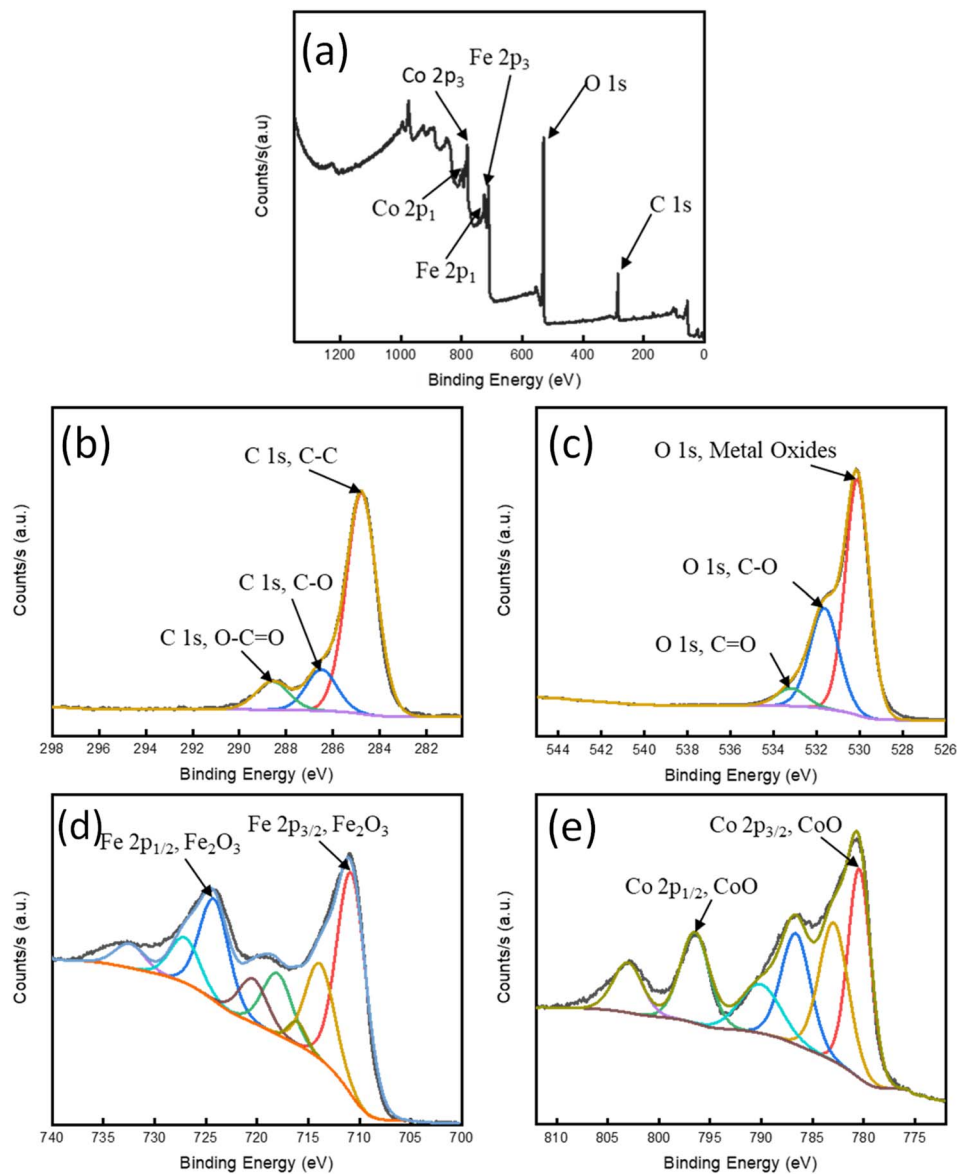 (a)
Co 2p₃
Fe 2p₃
O 1s
Co 2p₁
Fe 2p₁
C 1s
Counts/s(a.u)
1200 1000 800 600 400 200 0
Binding Energy (eV)
(b)
C 1s, C-C
C 1s, C-O
C 1s, O-C=O
Counts/s (a.u.)
298 296 294 292 290 288 286 284 282
Binding Energy (eV)
(c)
O 1s, Metal Oxides
O 1s, C-O
O 1s, C=O
Counts/s (a.u.)
544 542 540 538 536 534 532 530 528 526
Binding Energy (eV)
(d)
Fe 2p₃/₂, Fe₂O₃
Fe 2p₁/₂, Fe₂O₃
Counts/s (a.u.)
740 735 730 725 720 715 710 705 700
Binding Energy (eV)
(e)
Co 2p₃/₂, CoO
Co 2p₁/₂, CoO
Counts/s (a.u.)
805 800 795 790 785 780 775
Binding Energy (eV)